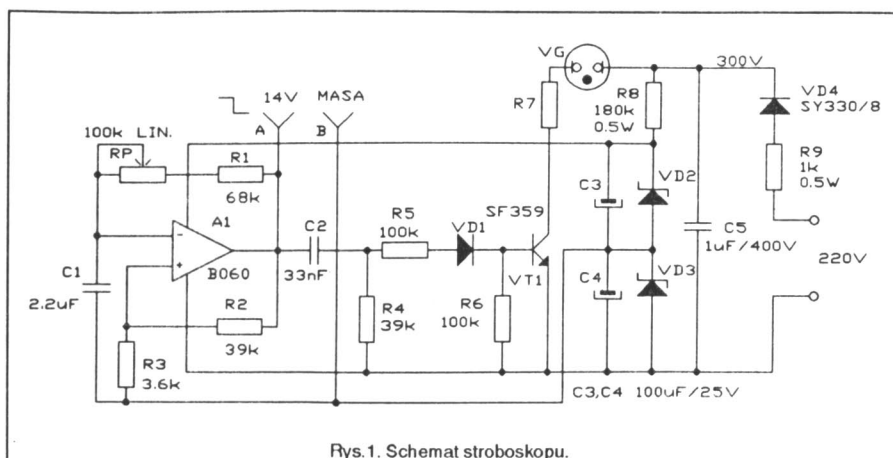 VG
300V
14V
MASA
A
B
R7
R8
180k
0.5W
VD4
SY330/8
R9
1k
0.5W
100k LIN.
RP
R1
68k
A1
B060
C1
2.2uF
R2
39k
R3
3.6k
C2
33nF
R5
100k
VD1
SF359
VT1
R4
39k
R6
100k
C3
C4
VD2
VD3
C5
1uF/400V
220V
C3,C4 100uF/25V
Rys.1. Schemat stroboskopu.